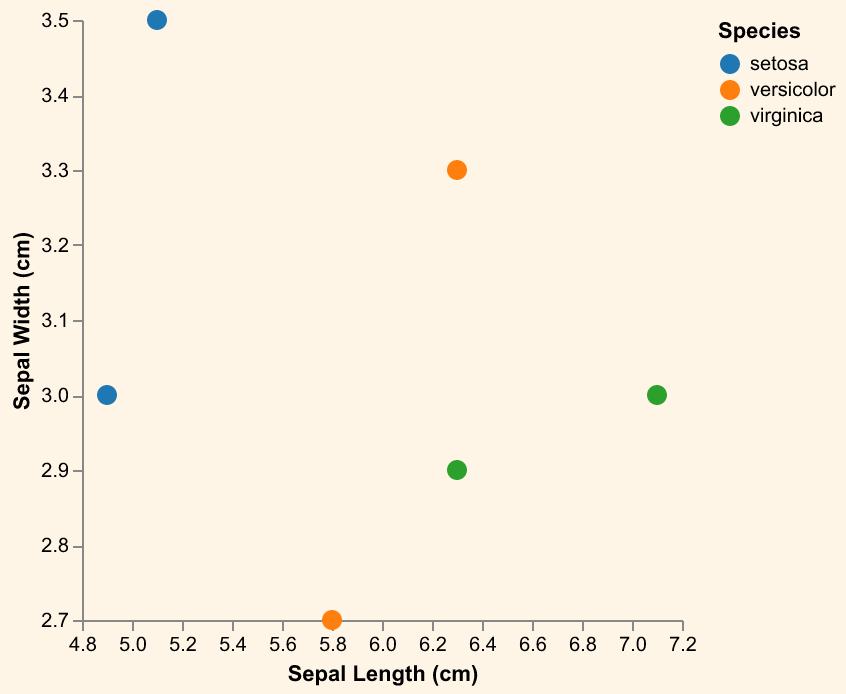 Species
setosa
versicolor
virginica
Sepal Width (cm)
3.5
3.4
3.3
3.2
3.1
3.0
2.9
2.8
2.7
4.8 5.0 5.2 5.4 5.6 5.8 6.0 6.2 6.4 6.6 6.8 7.0 7.2
Sepal Length (cm)